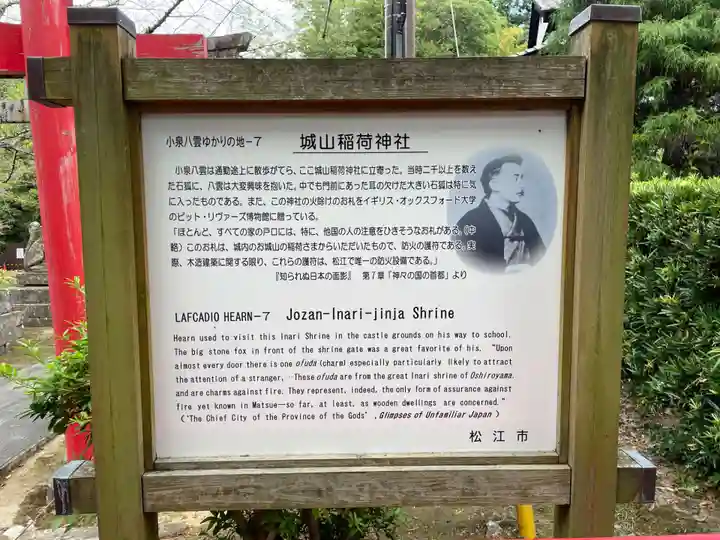 小泉八雲ゆかりの地−7 城山稲荷神社
小泉八雲は通勤途上に散歩がてら、ここ城山稲荷神社に立寄った。当時二千以上を数え
た石狐に、八雲は大変興味を抱いた。中でも門前にあった耳の欠けた大きい石狐は特に気
に入ったものである。また、この神社の火除けのお札をイギリス・オックスフォード大学
のピット・リヴァーズ博物館に贈っている。
「ほとんど、すべての家の戸口には、特に、他国の人の注意をひきそうなお札がある。（中
略）このお札は、城内のお城山の稲荷さまからいただいたもので、防火の護符である。実
際、木造建築に関する限り、これらの護符は、松江で唯一の防火設備である。」
『知られぬ日本の面影』 第7章「神々の国の首都」より
LAFCADIO HEARN−7 Jozan-Inari-jinja Shrine
Hearn used to visit this Inari Shrine in the castle grounds on his way to school.
The big stone fox in front of the shrine gate was a great favorite of his. "Upon
almost every door there is one ofuda (charm) especially particularly likely to attract
the attention of a stranger, …These ofuda are from the great Inari shrine of Oshiroyama,
and are charms against fire. They represent, indeed, the only form of assurance against
fire yet known in Matsue—so far, at least, as wooden dwellings are concerned."
('The Chief City of the Province of the Gods', Glimpses of Unfamiliar Japan)
松江市